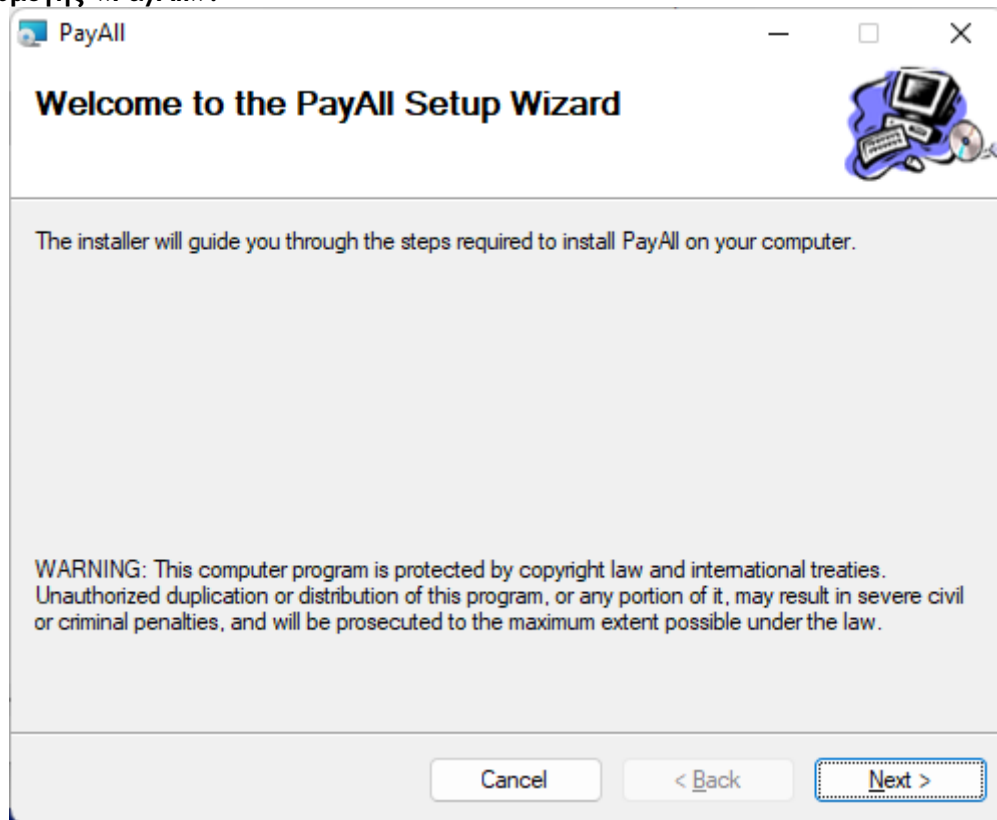 PayAll
Welcome to the PayAll Setup Wizard
The installer will guide you through the steps required to install PayAll on your computer.
WARNING: This computer program is protected by copyright law and international treaties.
Unauthorized duplication or distribution of this program, or any portion of it, may result in severe civil
or criminal penalties, and will be prosecuted to the maximum extent possible under the law.
Cancel
< Back
Next >